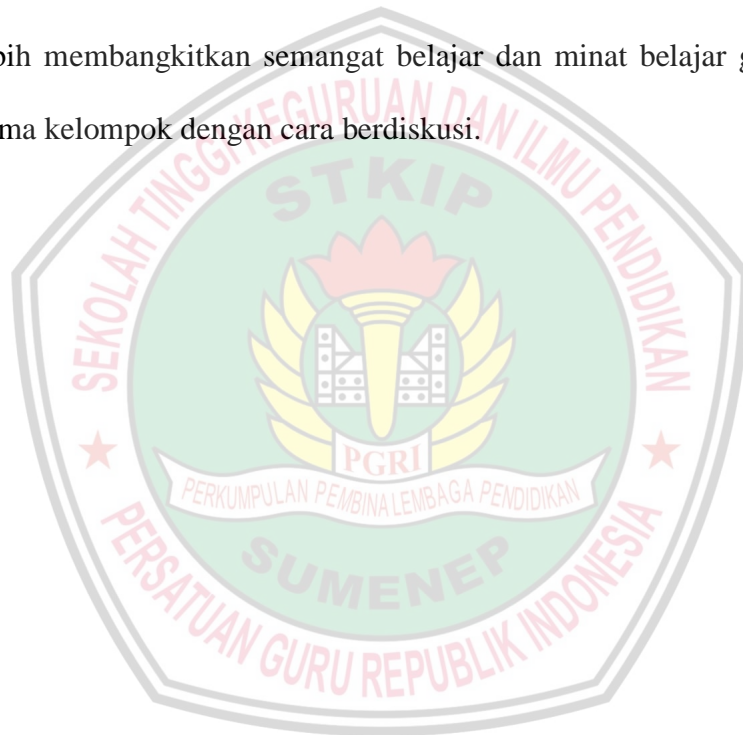 bih membangkitkan semangat belajar dan minat belajar g
ma kelompok dengan cara berdiskusi.
SEKOLAH TINGGI KEGURUAN DAN ILMU PENDIDIKAN
STKIP
PGRI
PERKUMPULAN PEMBINA LEMBAGA PENDIDIKAN
SUMENEP
PERSATUAN GURU REPUBLIK INDONESIA